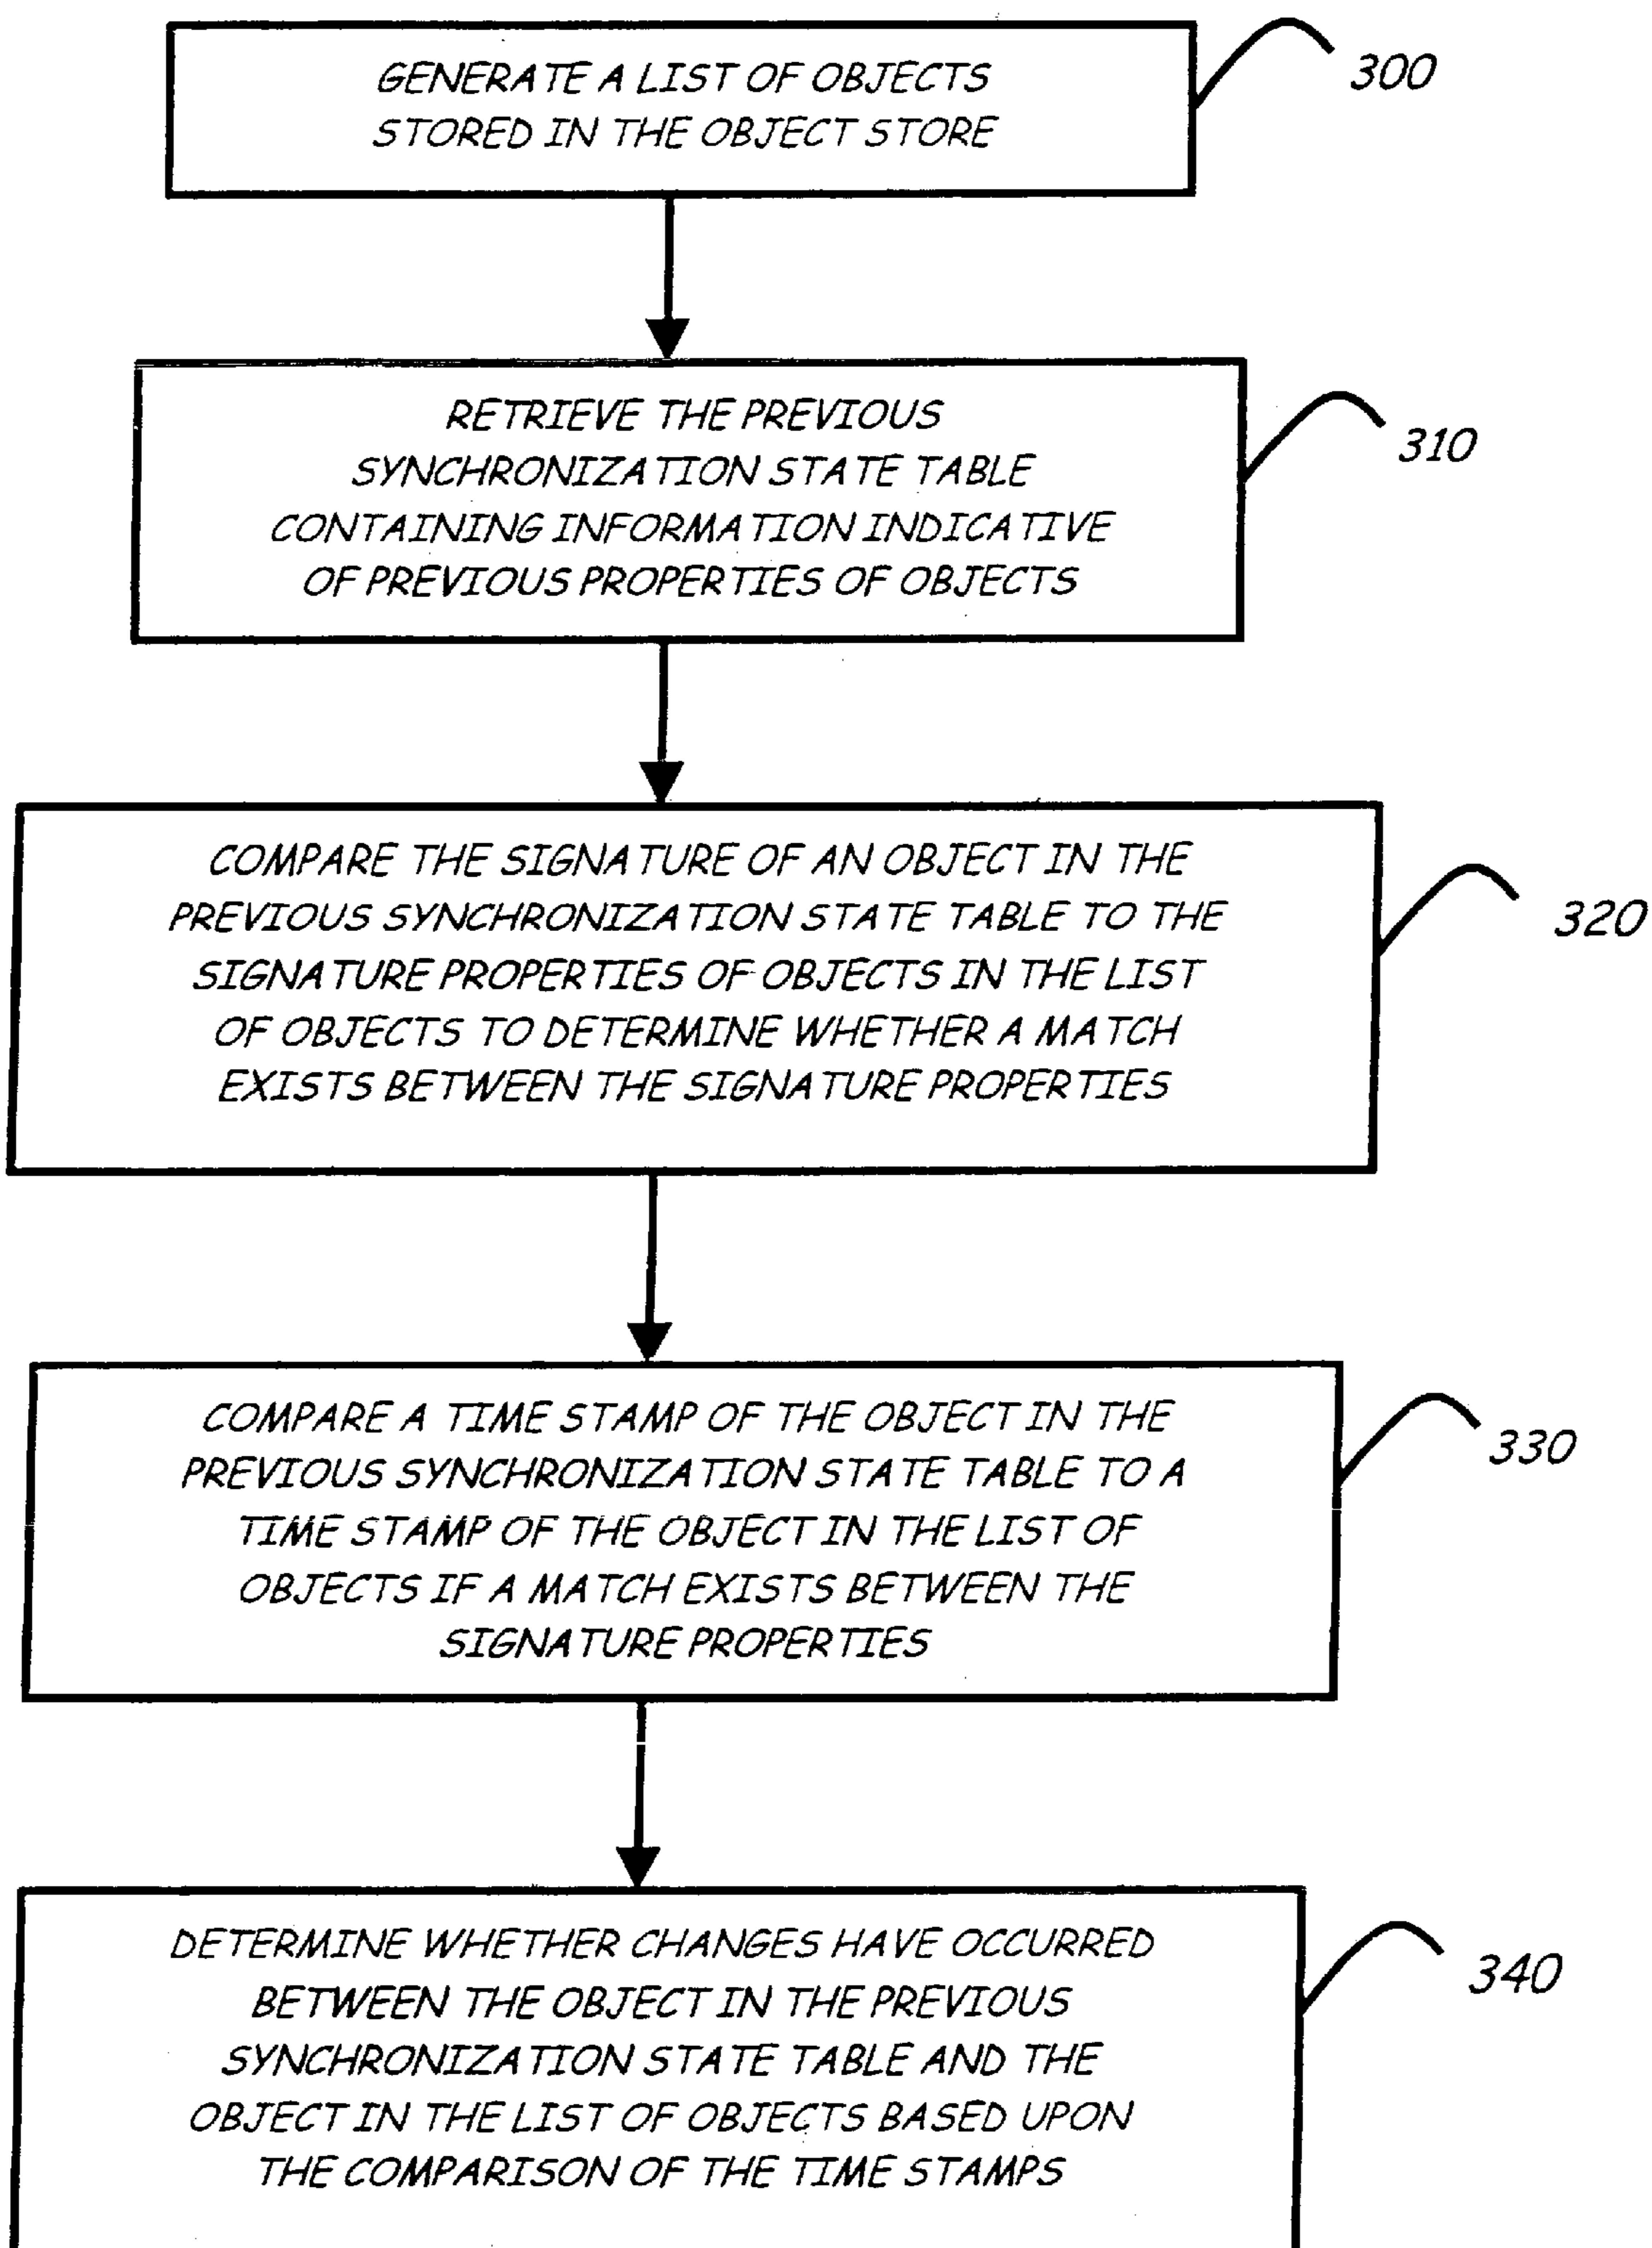 GENERATE A LIST OF OBJECTS
STORED IN THE OBJECT STORE
300
RETRIEVE THE PREVIOUS
SYNCHRONIZATION STATE TABLE
CONTAINING INFORMATION INDICATIVE
OF PREVIOUS PROPERTIES OF OBJECTS
310
COMPARE THE SIGNATURE OF AN OBJECT IN THE
PREVIOUS SYNCHRONIZATION STATE TABLE TO THE
SIGNATURE PROPERTIES OF OBJECTS IN THE LIST
OF OBJECTS TO DETERMINE WHETHER A MATCH
EXISTS BETWEEN THE SIGNATURE PROPERTIES
320
COMPARE A TIME STAMP OF THE OBJECT IN THE
PREVIOUS SYNCHRONIZATION STATE TABLE TO A
TIME STAMP OF THE OBJECT IN THE LIST OF
OBJECTS IF A MATCH EXISTS BETWEEN THE
SIGNATURE PROPERTIES
330
DETERMINE WHETHER CHANGES HAVE OCCURRED
BETWEEN THE OBJECT IN THE PREVIOUS
SYNCHRONIZATION STATE TABLE AND THE
OBJECT IN THE LIST OF OBJECTS BASED UPON
THE COMPARISON OF THE TIME STAMPS
340